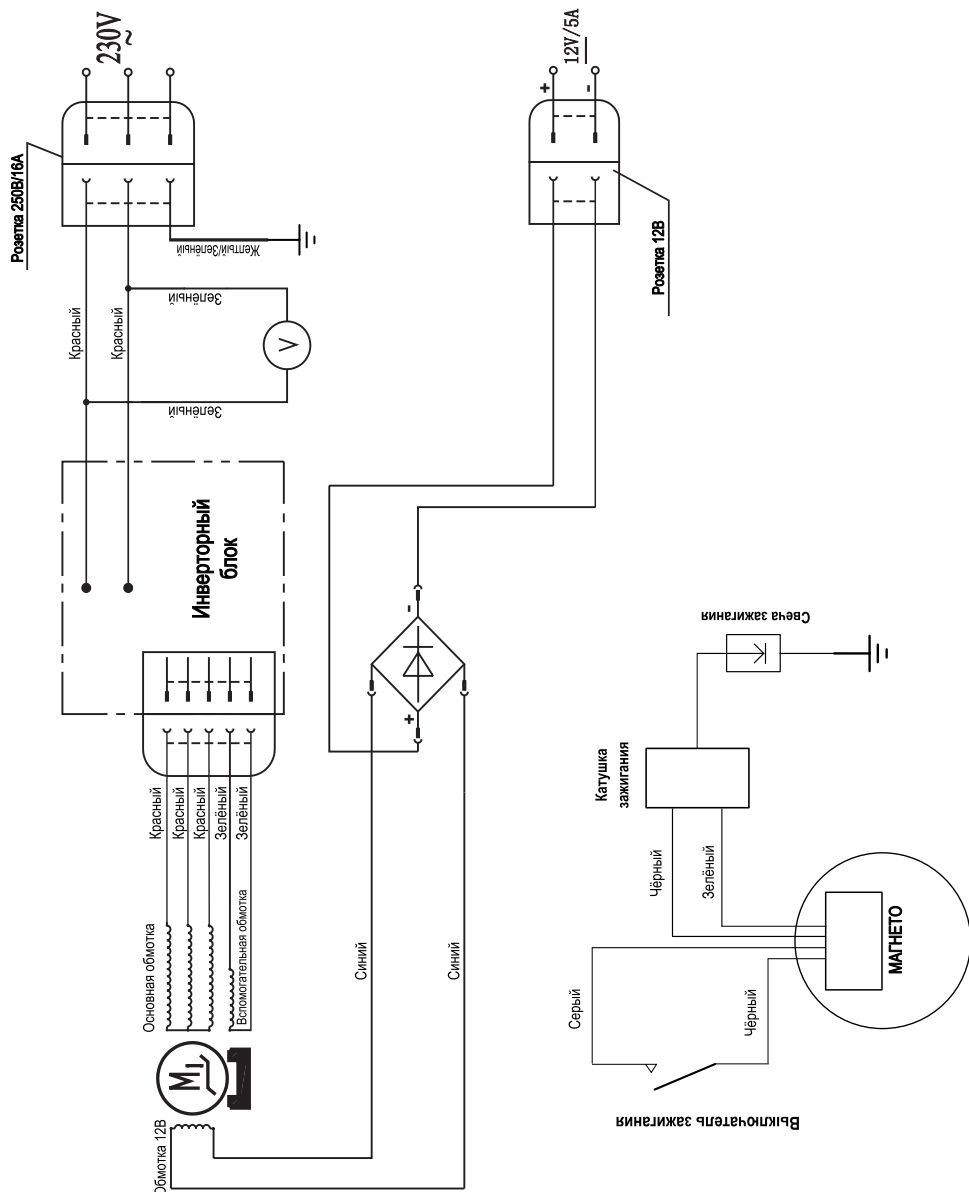 230V
~
Розетка 250В/16А
Желтый/Зелёный
Красный
Красный
Зелёный
Зелёный
V
Инверторный
блок
Красный
Красный
Красный
Зелёный
Зелёный
Основная обмотка
Вспомогательная обмотка
M1
Обмотка 12В
12V/5A
+
-
Розетка 12В
-
+
Синий
Синий
Свеча зажигания
Катушка
зажигания
Чёрный
Зелёный
МАГНЕТО
Серый
Чёрный
Выключатель зажигания